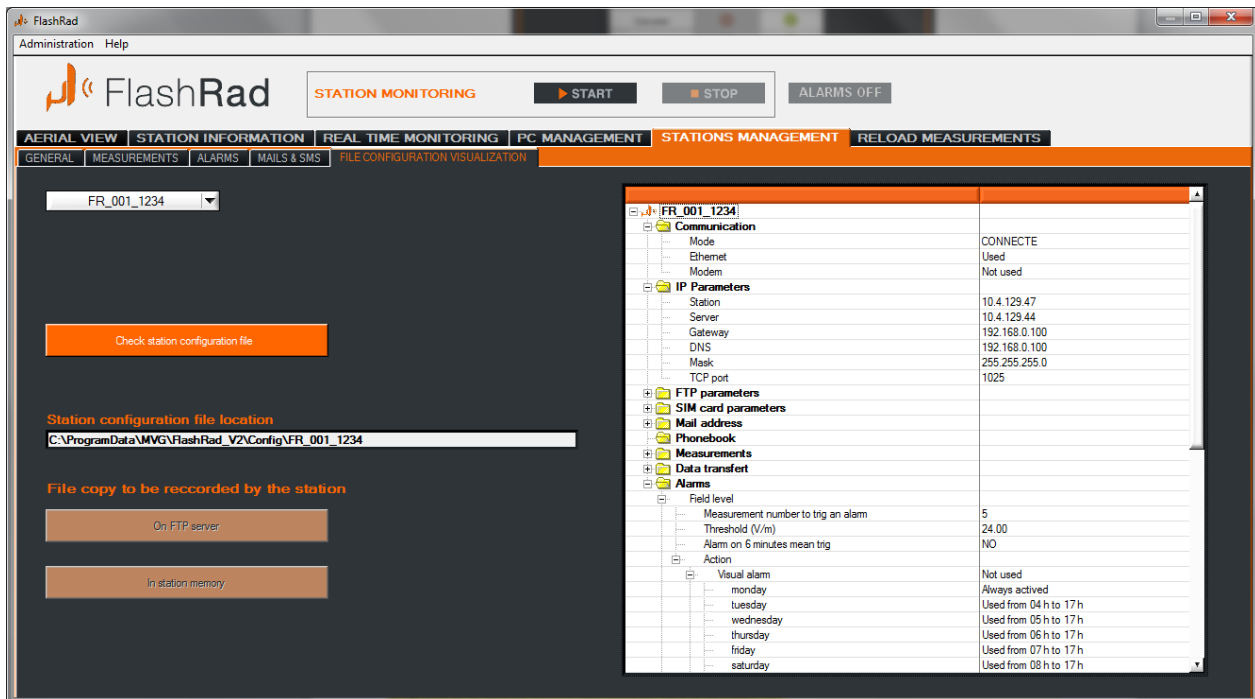 FlashRad
Administration Help
FlashRad
STATION MONITORING
START
STOP
ALARMS OFF
AERIAL VIEW STATION INFORMATION REAL TIME MONITORING PC MANAGEMENT STATIONS MANAGEMENT RELOAD MEASUREMENTS
GENERAL MEASUREMENTS ALARMS MAILS & SMS FILE CONFIGURATION VISUALIZATION
FR_001_1234
Check station configuration file
Station configuration file location
C:\ProgramData\MVG\FlashRad_V2\Config\FR_001_1234
File copy to be reccorded by the station
On FTP server
In station memory
FR_001_1234
Communication
Mode CONNECTE
Ethernet Used
Modem Not used
IP Parameters
Station 10.4.129.47
Server 10.4.129.44
Gateway 192.168.0.100
DNS 192.168.0.100
Mask 255.255.255.0
TCP port 1025
FTP parameters
SIM card parameters
Mail address
Phonebook
Measurements
Data transfert
Alarms
Field level
Measurement number to trig an alarm 5
Threshold (V/m) 24.00
Alarm on 6 minutes mean trig NO
Action
Visual alarm Not used
monday Always actived
tuesday Used from 04 h to 17 h
wednesday Used from 05 h to 17 h
thursday Used from 06 h to 17 h
friday Used from 07 h to 17 h
saturday Used from 08 h to 17 h